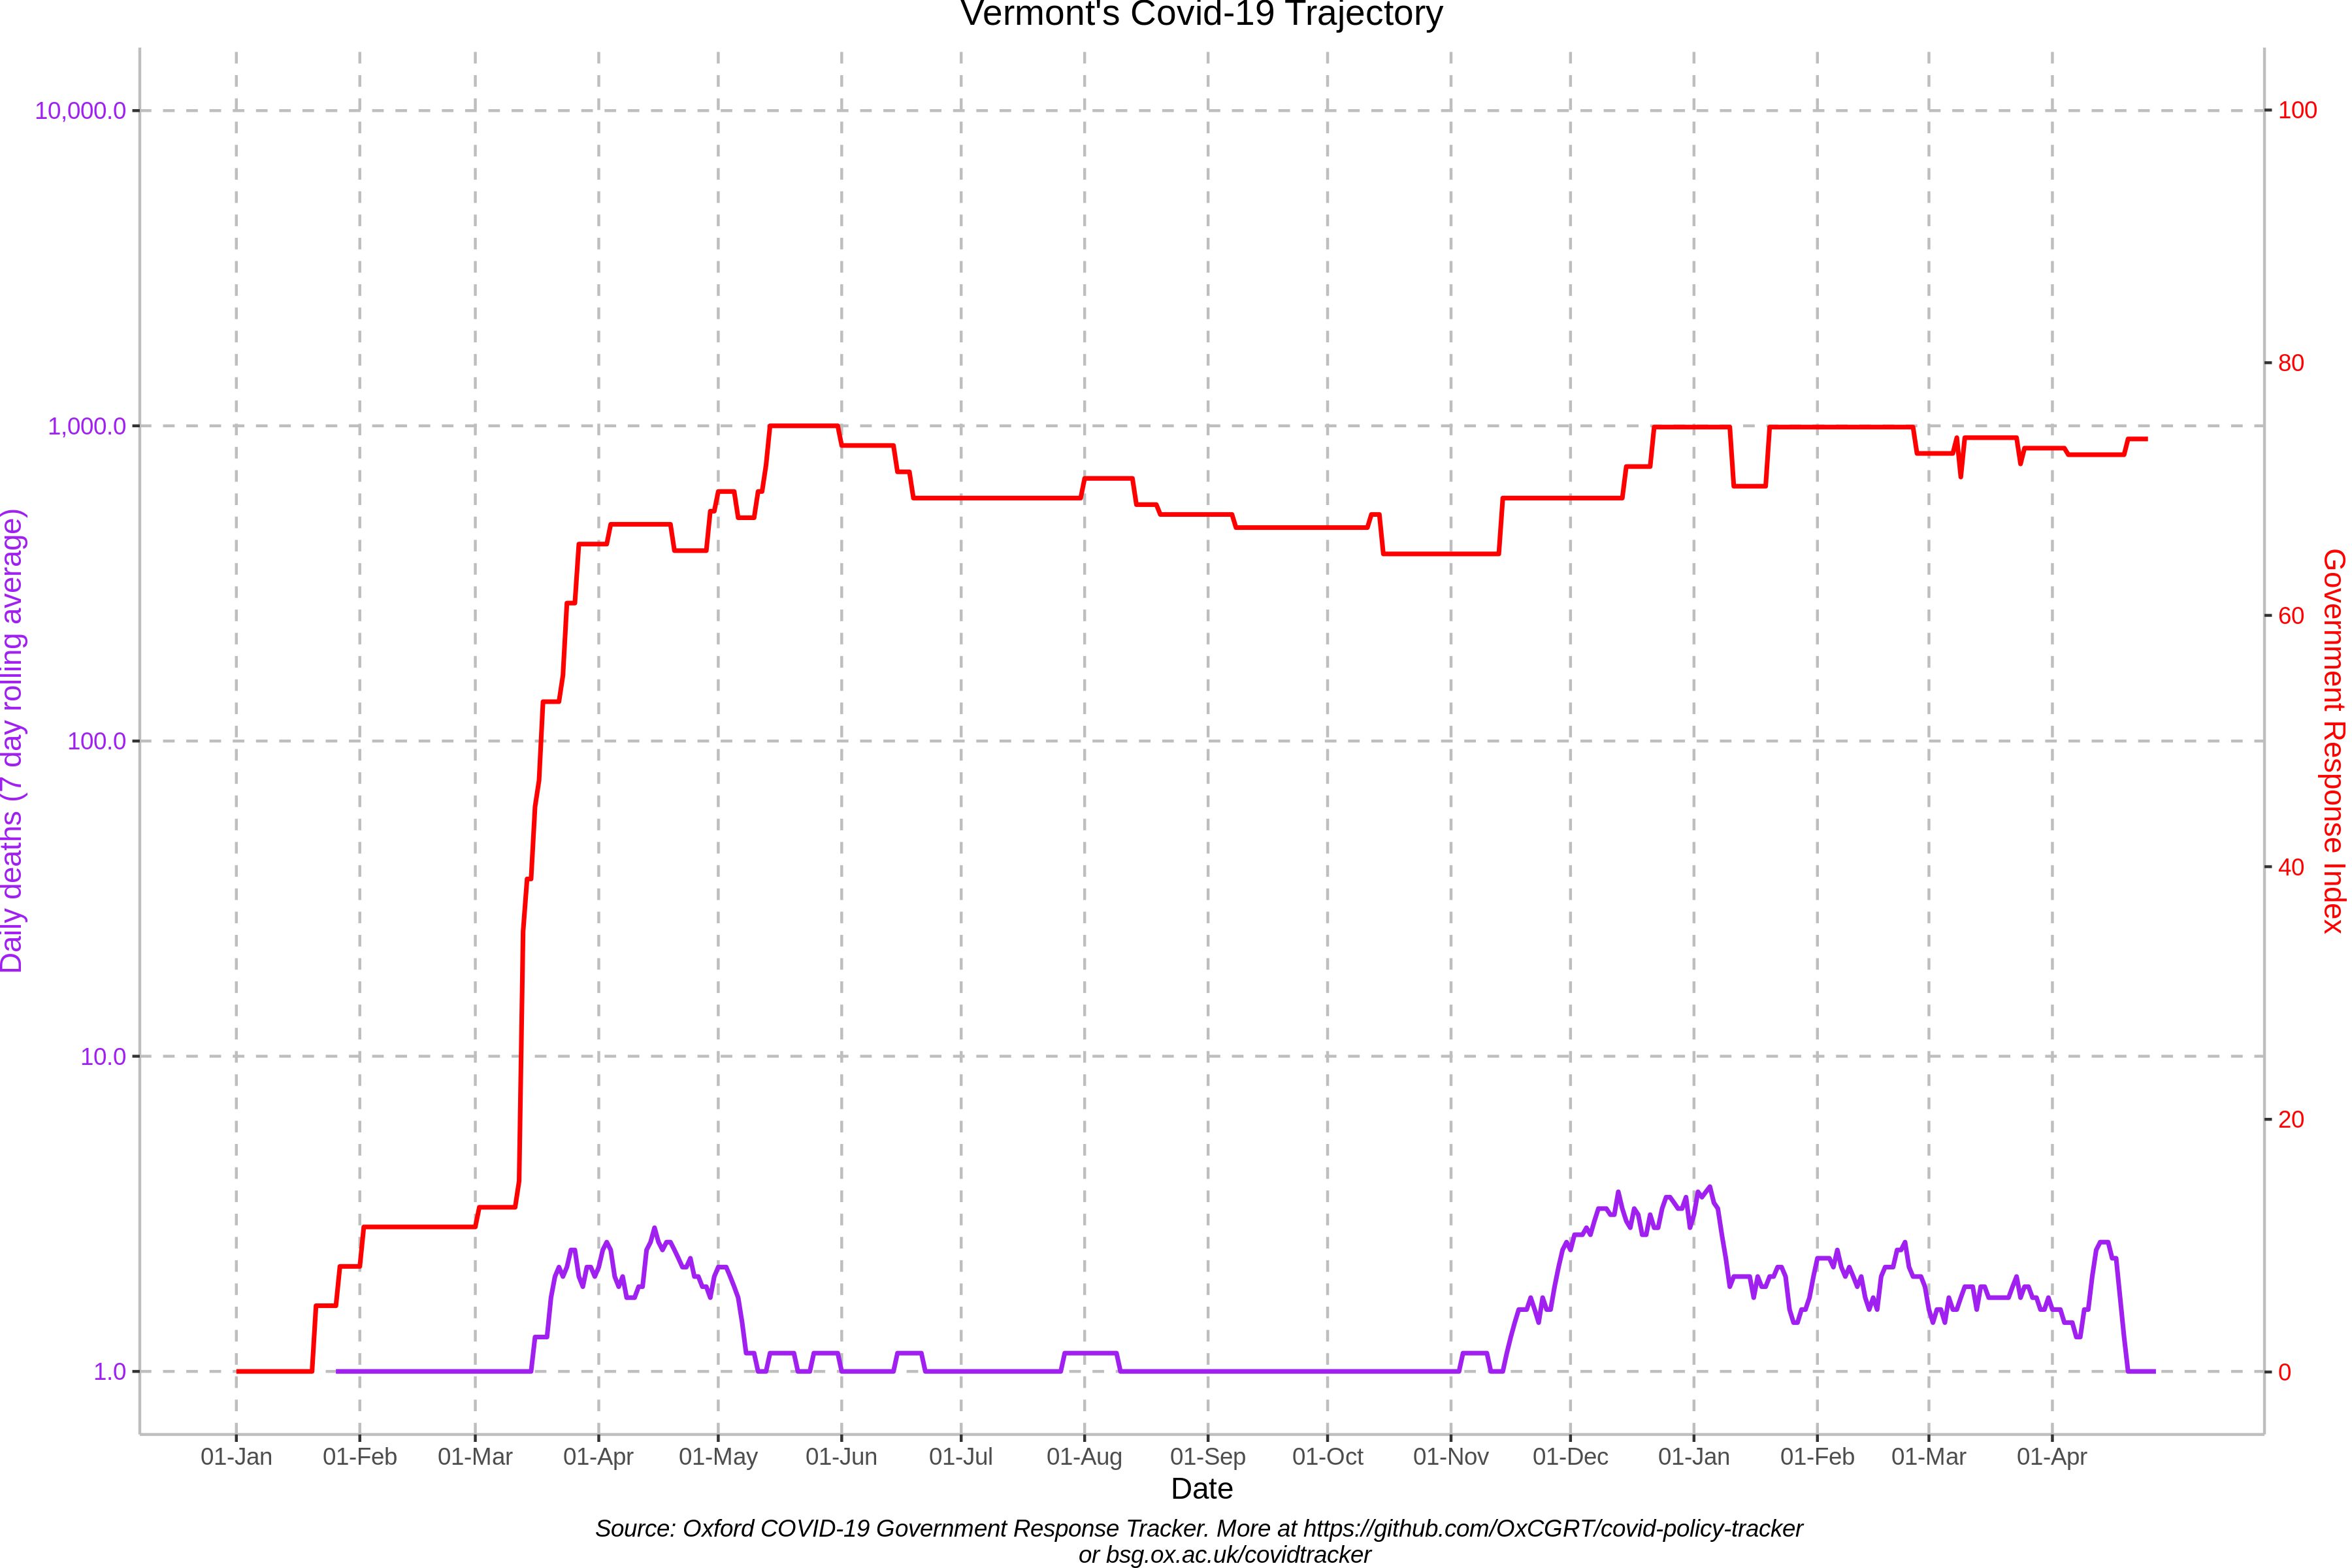 Vermont's Covid-19 Trajectory
10,000.0
1,000.0
100.0
10.0
1.0
Daily deaths (7 day rolling average)
100
80
60
40
20
0
Government Response Index
01-Jan 01-Feb 01-Mar 01-Apr 01-May 01-Jun 01-Jul 01-Aug 01-Sep 01-Oct 01-Nov 01-Dec 01-Jan 01-Feb 01-Mar 01-Apr
Date
Source: Oxford COVID-19 Government Response Tracker. More at https://github.com/OxCGRT/covid-policy-tracker
or bsg.ox.ac.uk/covidtracker